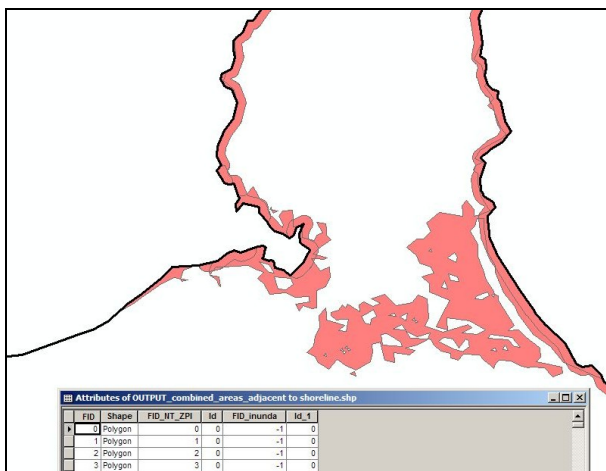 Attributes of OUTPUT_combined_areas_adjacent to shoreline.shp
FID Shape FID_NT_ZPI Id FID_inunda Id_1
0 Polygon 0 0 -1 0
1 Polygon 1 0 -1 0
2 Polygon 2 0 -1 0
3 Polygon 3 0 -1 0